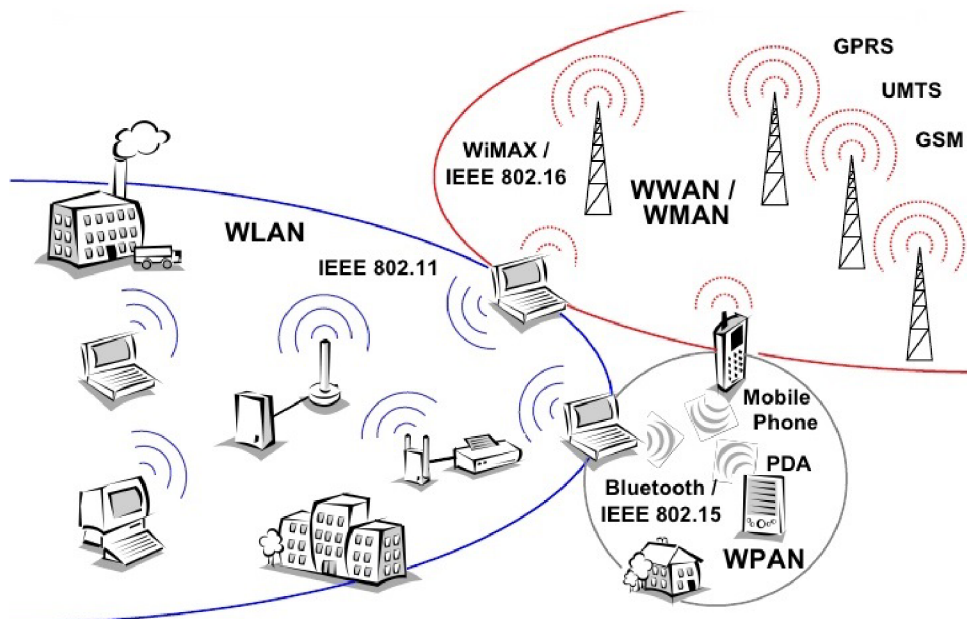 GPRS
UMTS
GSM
WiMAX /
IEEE 802.16
WWAN /
WMAN
WLAN
IEEE 802.11
Mobile
Phone
PDA
Bluetooth /
IEEE 802.15
WPAN